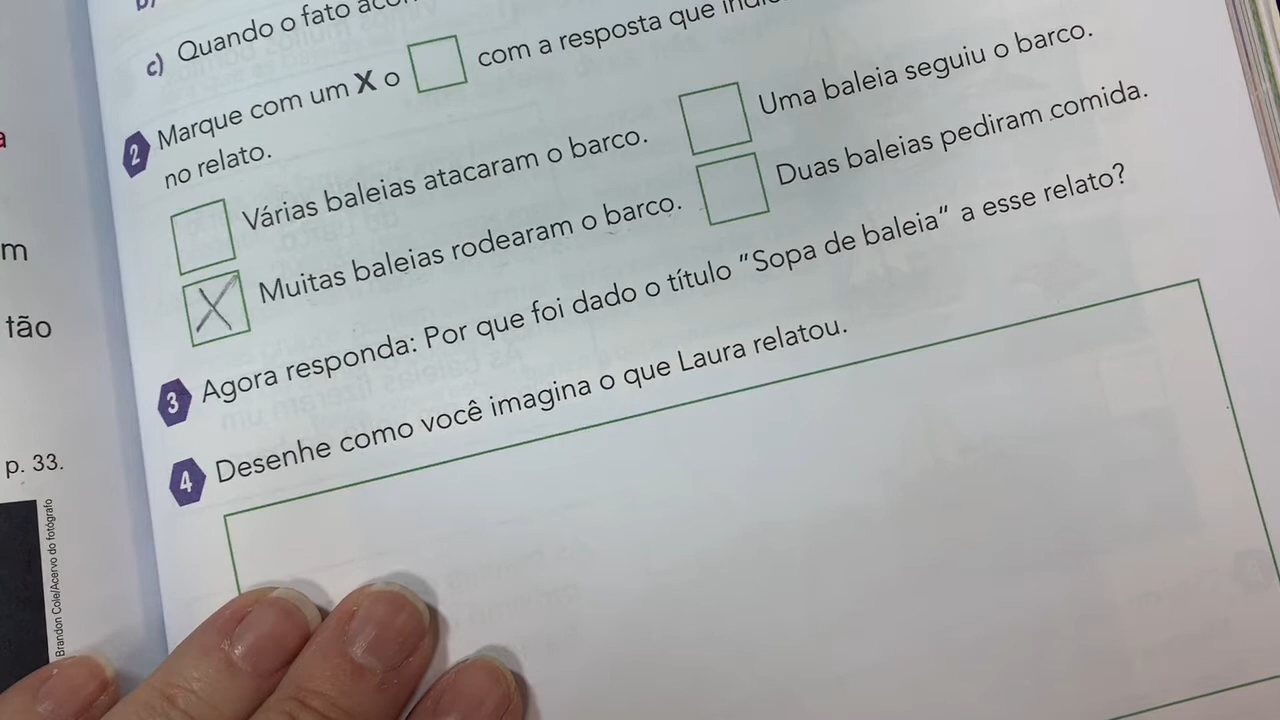 c) Quando o fato
2 Marque com um X o □ com a resposta que
no relato.
Várias baleias atacaram o barco.
Uma baleia seguiu o barco.
X Muitas baleias rodearam o barco.
Duas baleias pediram comida.
3 Agora responda: Por que foi dado o título "Sopa de baleia" a esse relato?
4 Desenhe como você imagina o que Laura relatou.
m
tão
p. 33.
Brandon Cole/Acervo do fotógrafo